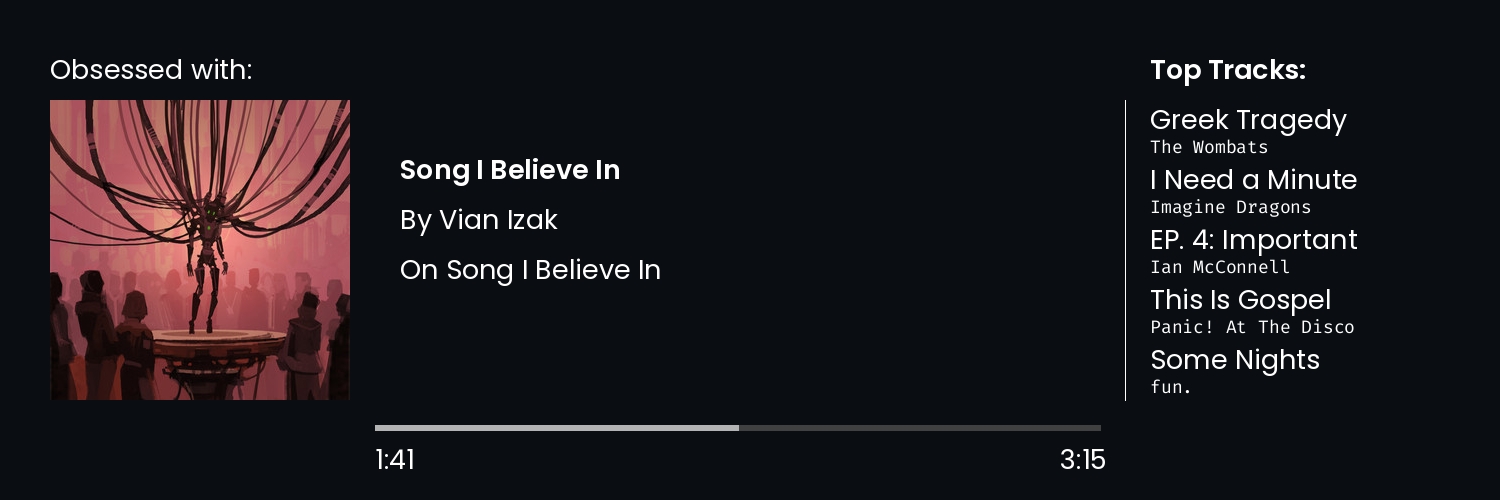 Obsessed with:
Song I Believe In
By Vian Izak
On Song I Believe In
1:41
3:15
Top Tracks:
Greek Tragedy
The Wombats
I Need a Minute
Imagine Dragons
EP. 4: Important
Ian McConnell
This Is Gospel
Panic! At The Disco
Some Nights
fun.